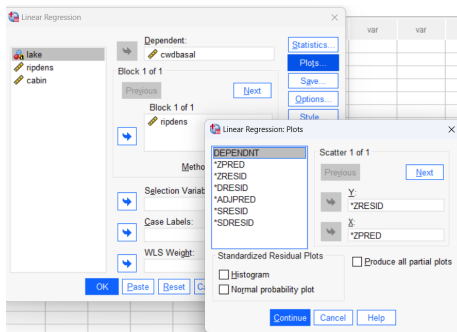 Linear Regression
var
var
lake
ripdens
cabin
Dependent:
cwdbasal
Block 1 of 1
Previous
Next
Block 1 of 1
ripdens
Selection Variab
Case Labels:
WLS Weight:
Statistics...
Plots...
Save...
Options...
Style
OK
Paste
Reset
Linear Regression: Plots
DEPENDNT
*ZPRED
*ZRESID
*DRESID
*ADJPRED
*SRESID
*SDRESID
Scatter 1 of 1
Previous
Next
Y:
*ZRESID
X:
*ZPRED
Standardized Residual Plots
Histogram
Normal probability plot
Produce all partial plots
Continue
Cancel
Help